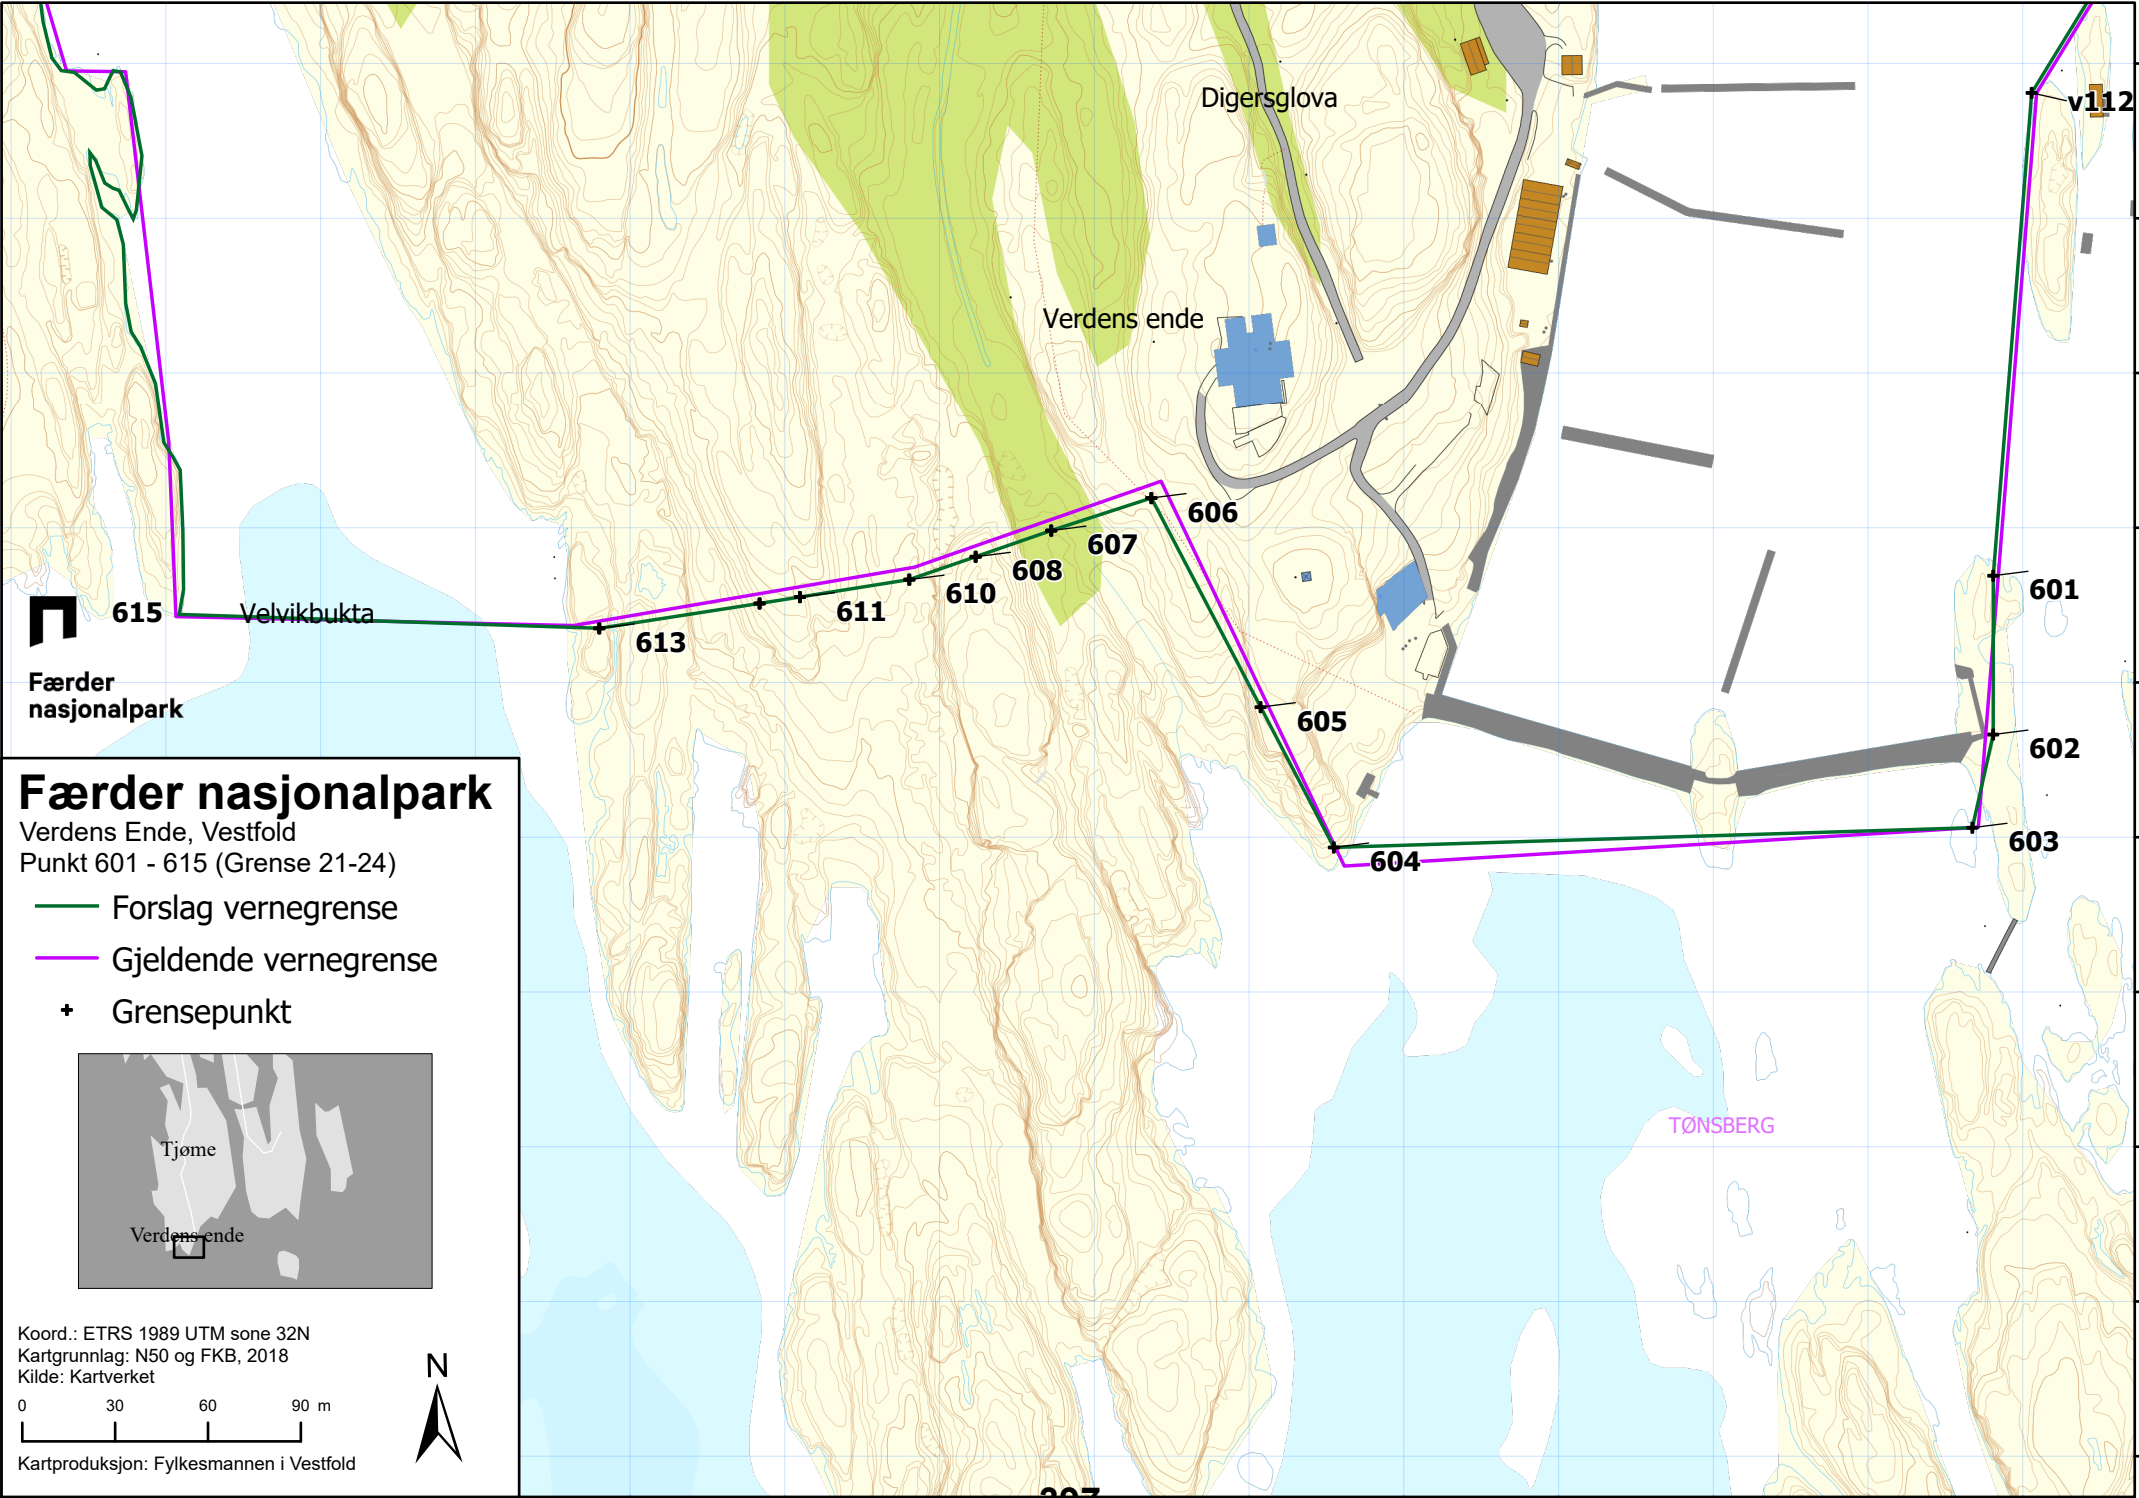 Digersglova
v112
Verdens ende
606
607
608
610
611
613
615
Velvikbukta
601
605
602
603
604
Færder
nasjonalpark
Færder nasjonalpark
Verdens Ende, Vestfold
Punkt 601 - 615 (Grense 21-24)
Forslag vernegrense
Gjeldende vernegrense
Grensepunkt
Tjøme
Verdens ende
TØNSBERG
Koord.: ETRS 1989 UTM sone 32N
Kartgrunnlag: N50 og FKB, 2018
Kilde: Kartverket
N
0 30 60 90 m
Kartproduksjon: Fylkesmannen i Vestfold